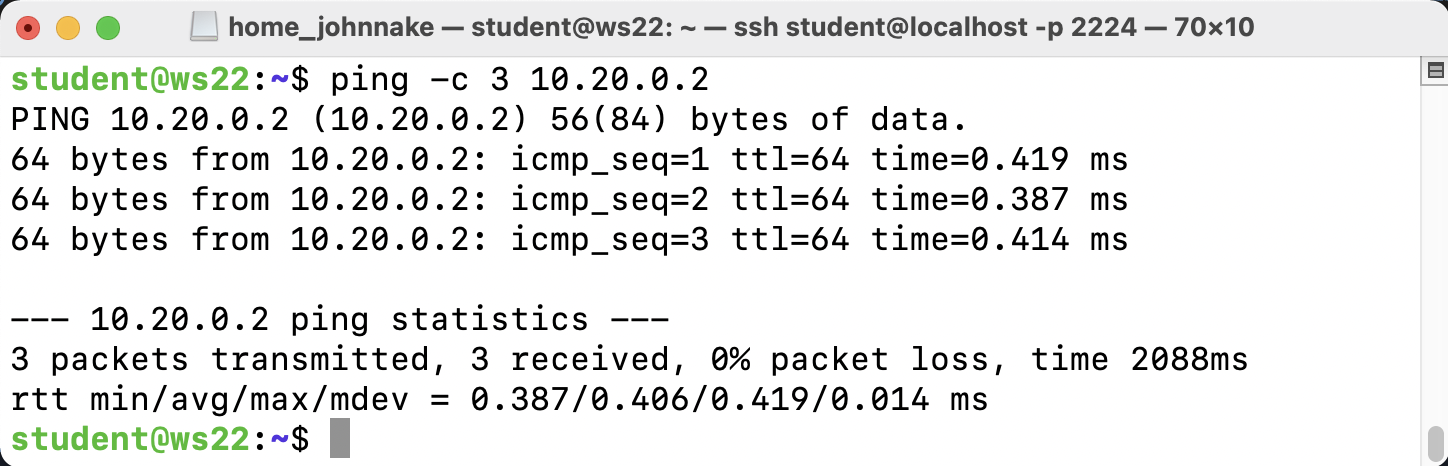 home_johnnake — student@ws22: ~ — ssh student@localhost -p 2224 — 70×10
student@ws22:~$ ping -c 3 10.20.0.2
PING 10.20.0.2 (10.20.0.2) 56(84) bytes of data.
64 bytes from 10.20.0.2: icmp_seq=1 ttl=64 time=0.419 ms
64 bytes from 10.20.0.2: icmp_seq=2 ttl=64 time=0.387 ms
64 bytes from 10.20.0.2: icmp_seq=3 ttl=64 time=0.414 ms
--- 10.20.0.2 ping statistics ---
3 packets transmitted, 3 received, 0% packet loss, time 2088ms
rtt min/avg/max/mdev = 0.387/0.406/0.419/0.014 ms
student@ws22:~$